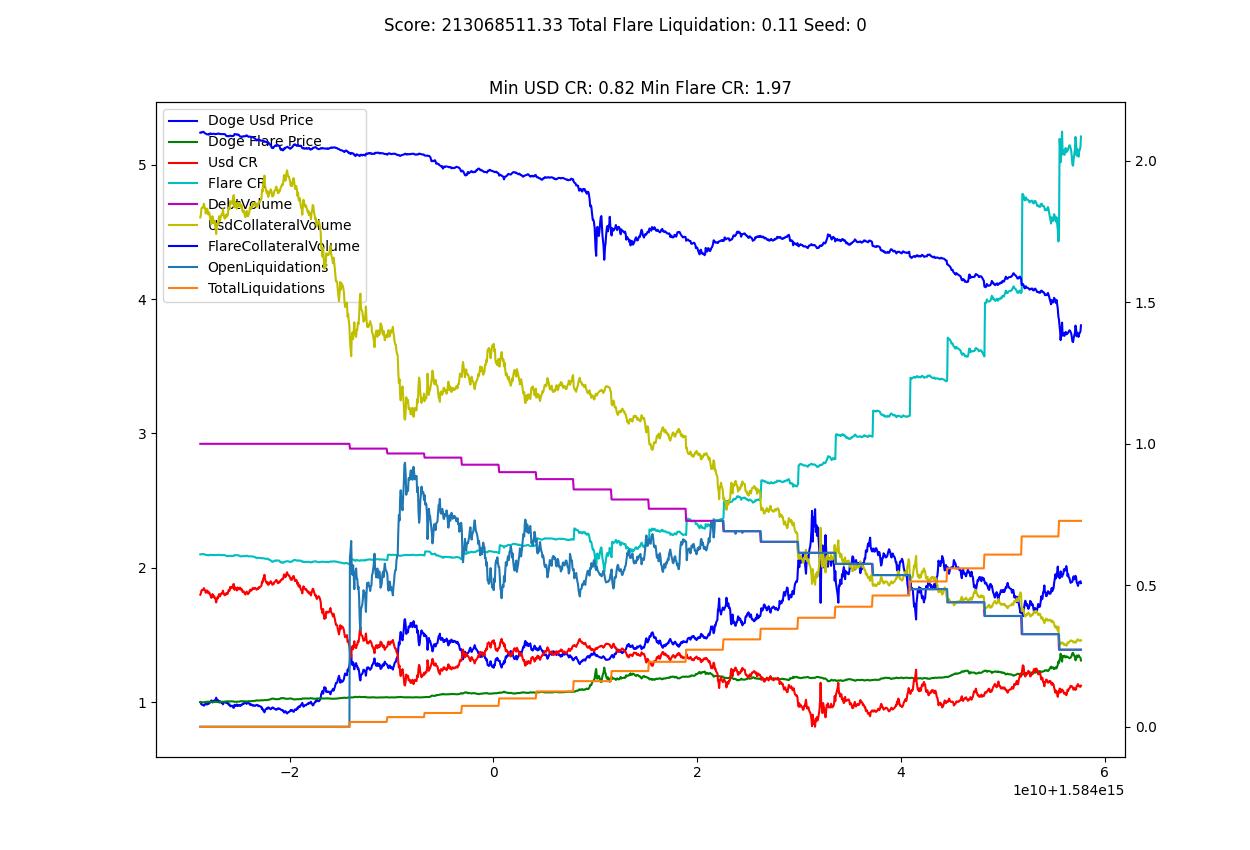 Score: 213068511.33 Total Flare Liquidation: 0.11 Seed: 0
Min USD CR: 0.82 Min Flare CR: 1.97
Doge Usd Price
Doge Flare Price
Usd CR
Flare CR
DebtVolume
UsdCollateralVolume
FlareCollateralVolume
OpenLiquidations
TotalLiquidations
5
4
3
2
1
2.0
1.5
1.0
0.5
0.0
−2
0
2
4
6
1e10+1.584e15